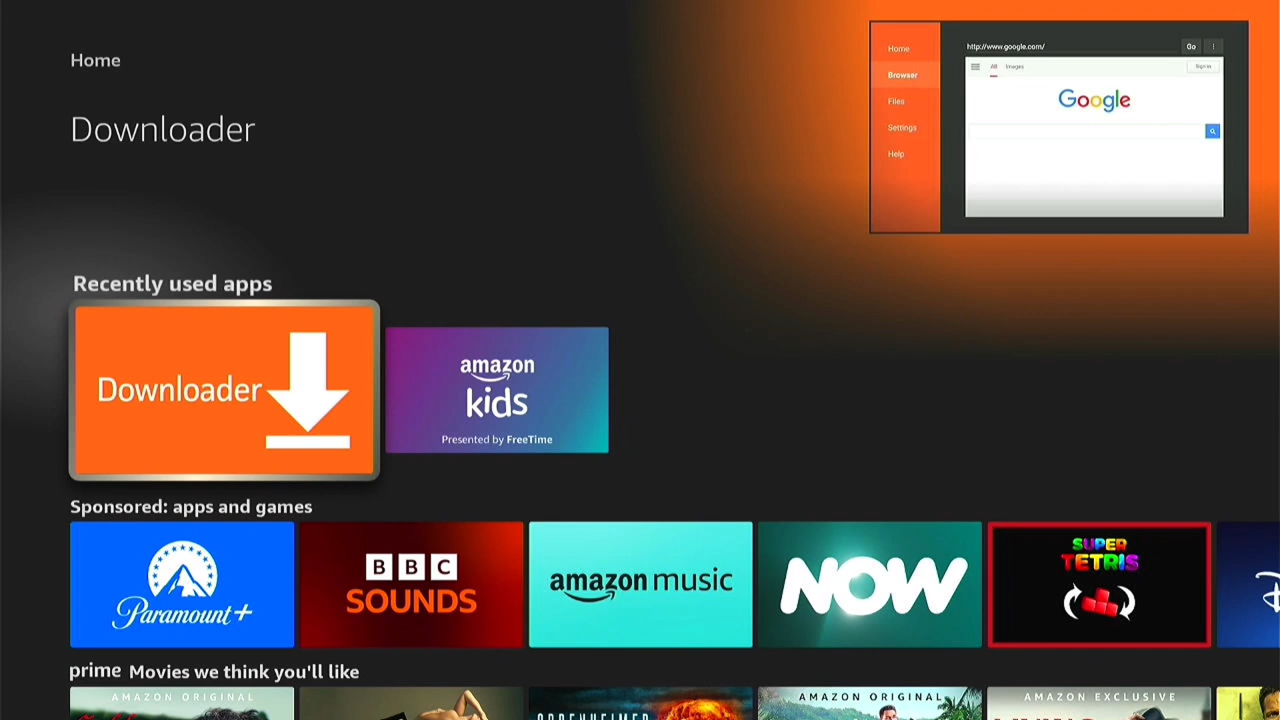 Home
Downloader
Home
http://www.google.com/
Go
Browser
All
Images
Sign in
Files
Google
Settings
Help
Recently used apps
Downloader
amazon
kids
Presented by FreeTime
Sponsored: apps and games
Paramount+
BBC
SOUNDS
amazon music
NOW
SUPER
TETRIS
D
prime Movies we think you'll like
AMAZON ORIGINAL
OPPENHEIMER
AMAZON ORIGINAL
AMAZON EXCLUSIVE